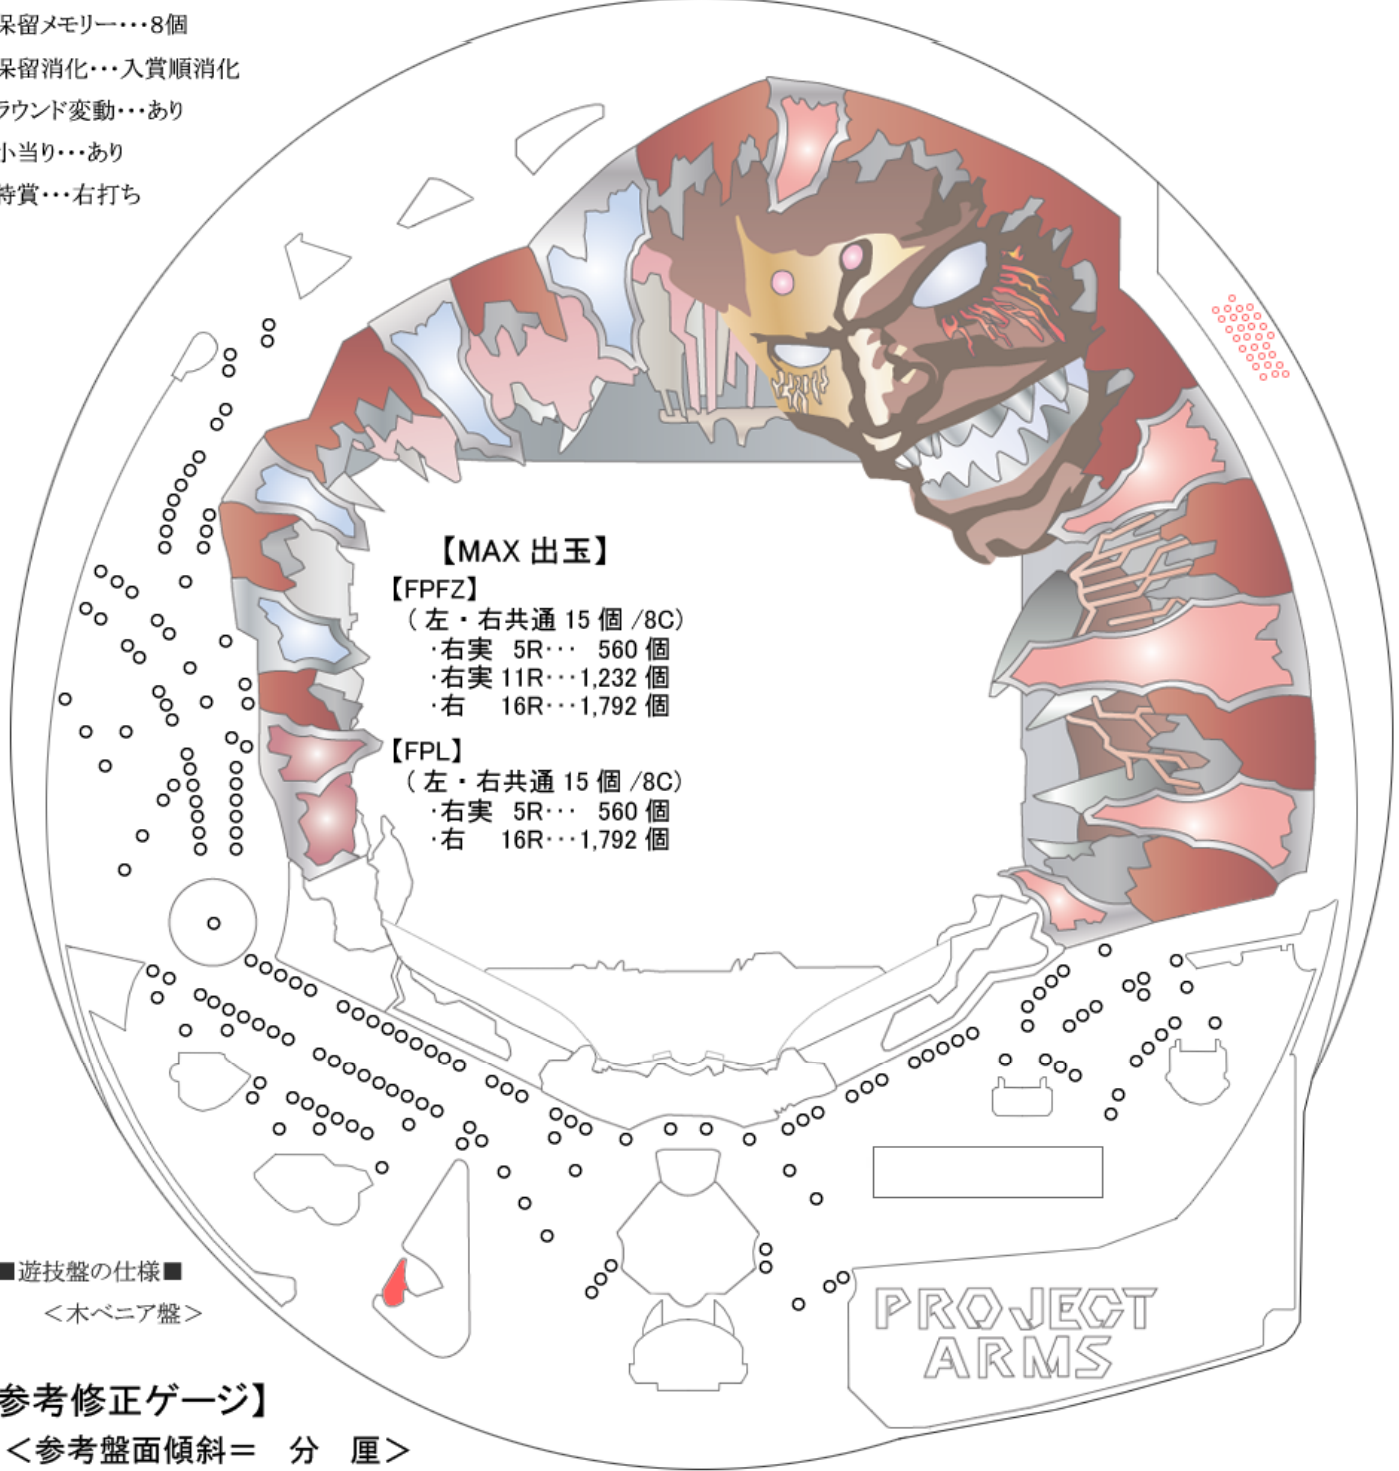 保留メモリー･･･8個
保留消化･･･入賞順消化
ラウンド変動･･･あり
小当り･･･あり
特賞･･･右打ち
【MAX 出玉】
【FPFZ】
(左・右共通 15 個 /8C)
･右実 5R･･･ 560 個
･右実 11R･･･1,232 個
･右 16R･･･1,792 個
【FPL】
(左・右共通 15 個 /8C)
･右実 5R･･･ 560 個
･右 16R･･･1,792 個
■遊技盤の仕様■
＜木ベニア盤＞
PROJECT
ARMS
参考修正ゲージ】
＜参考盤面傾斜＝ 分 厘＞